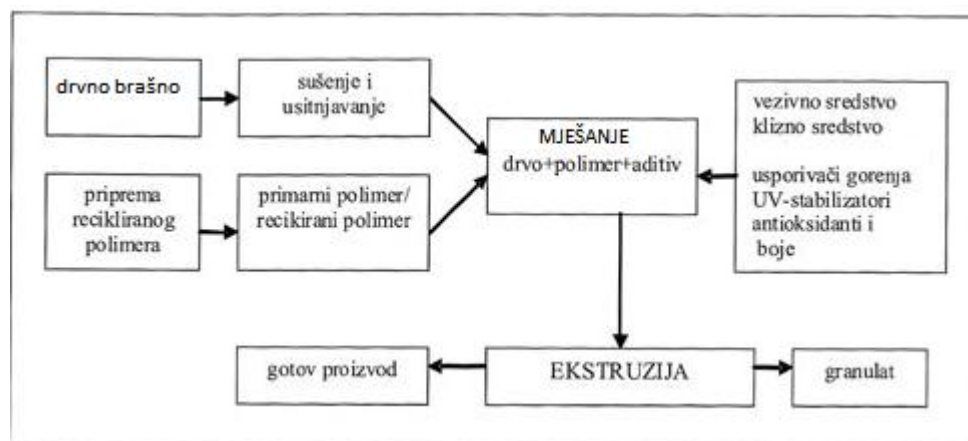 drvno brašno
sušenje i
usitnjavanje
MJEŠANJE
drvo+polimer+aditiv
vezivno sredstvo
klizno sredstvo
usporivači gorenja
UV-stabilizatori
antioksidanti i
boje
priprema
recikliranog
polimera
primarni polimer/
recikirani polimer
gotov proizvod
EKSTRUZIJA
granulat